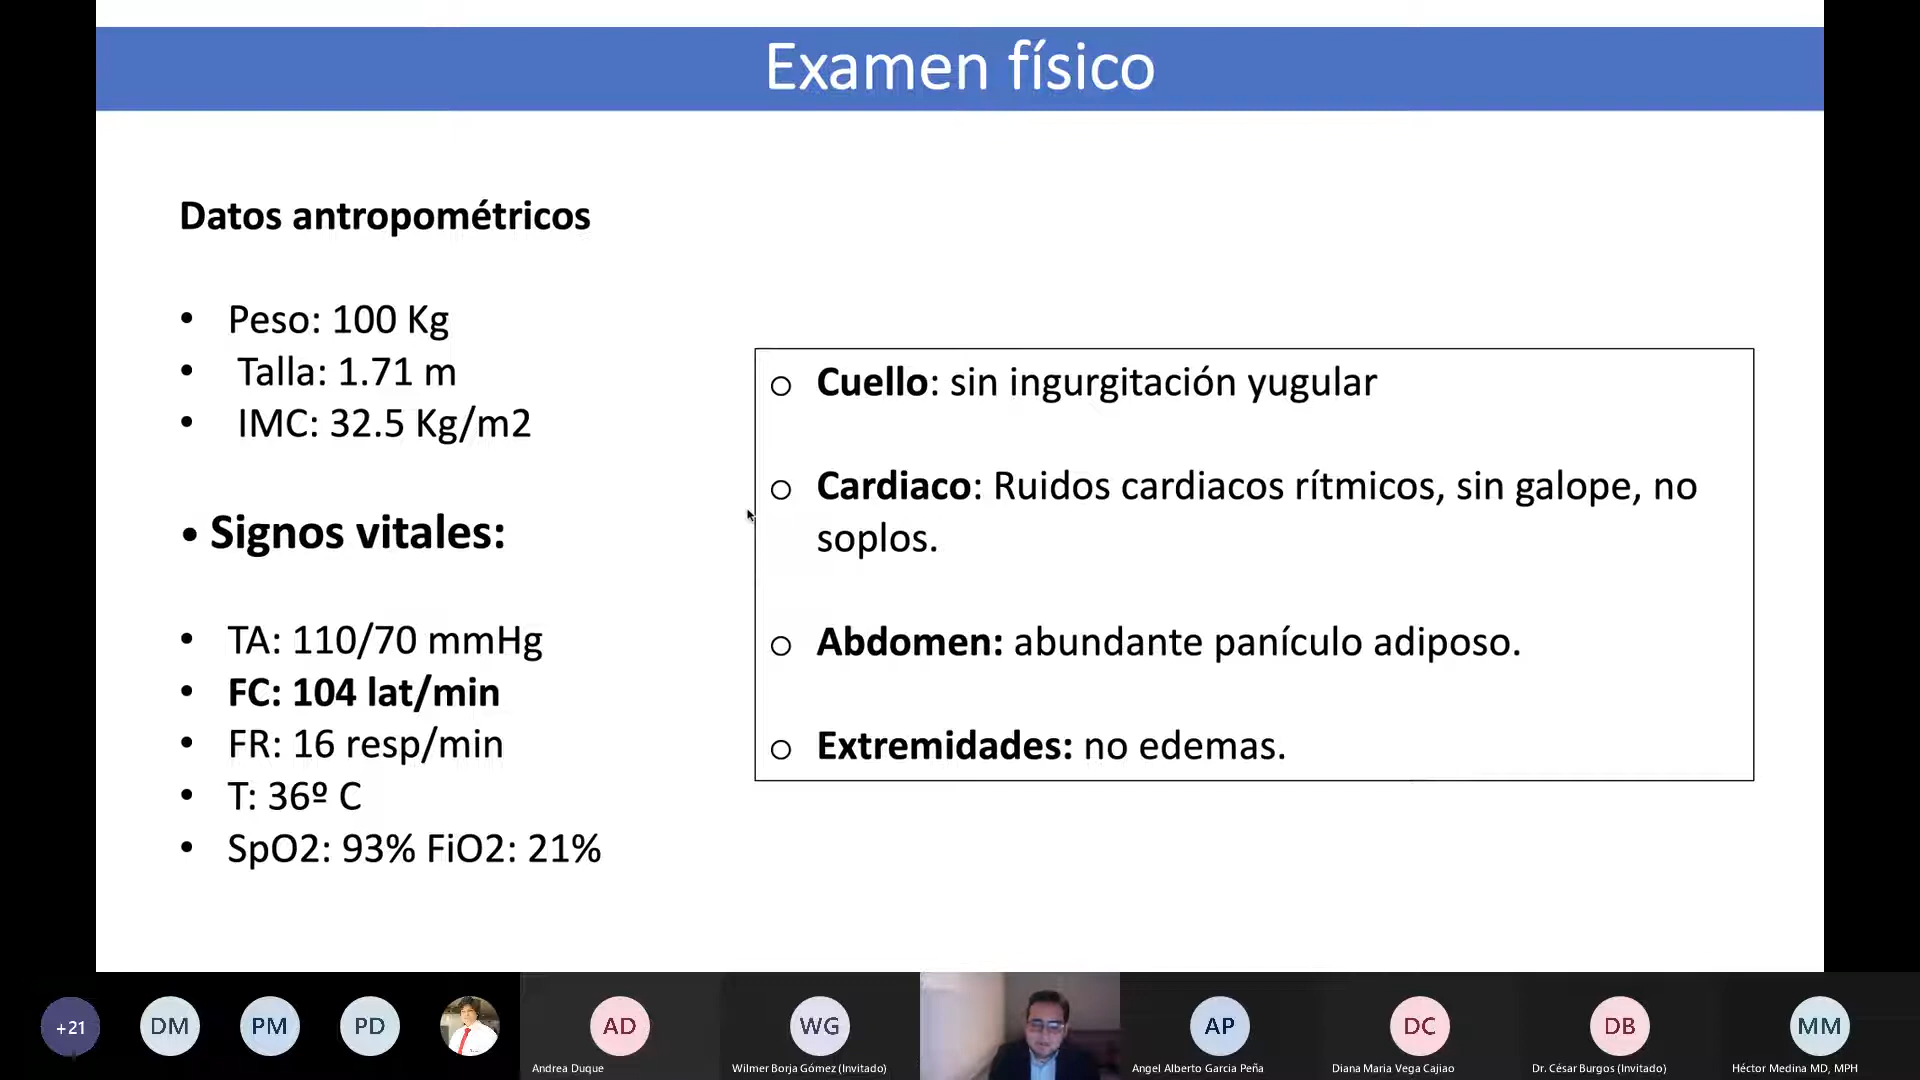 Examen físico
Datos antropométricos
• Peso: 100 Kg
• Talla: 1.71 m
• IMC: 32.5 Kg/m2
• Signos vitales:
• TA: 110/70 mmHg
• FC: 104 lat/min
• FR: 16 resp/min
• T: 36º C
• SpO2: 93% FiO2: 21%
o Cuello: sin ingurgitación yugular
o Cardiaco: Ruidos cardiacos rítmicos, sin galope, no
soplos.
o Abdomen: abundante panículo adiposo.
o Extremidades: no edemas.
+21
DM
PM
PD
AD
Andrea Duque
WG
Wilmer Borja Gómez (Invitado)
AP
Angel Alberto Garcia Peña
DC
Diana Maria Vega Cajiao
DB
Dr. César Burgos (Invitado)
MM
Héctor Medina MD, MPH